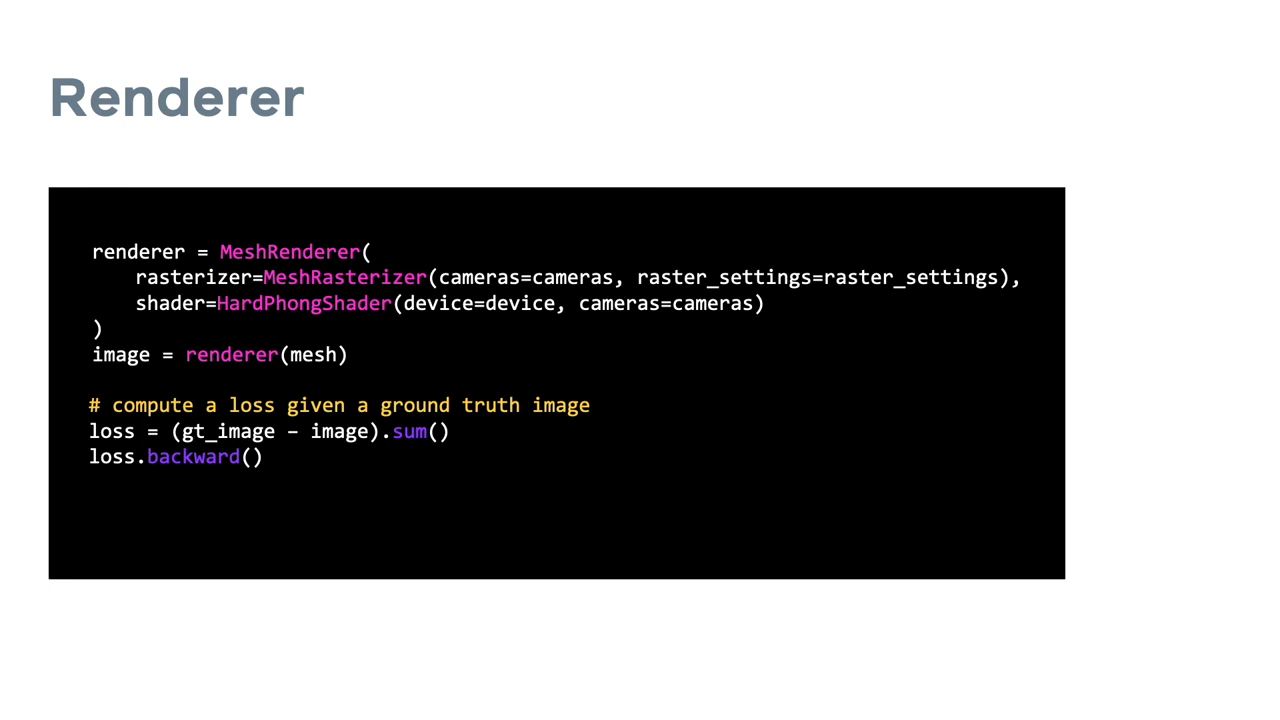 Renderer
renderer = MeshRenderer(
    rasterizer=MeshRasterizer(cameras=cameras, raster_settings=raster_settings),
    shader=HardPhongShader(device=device, cameras=cameras)
)
image = renderer(mesh)
# compute a loss given a ground truth image
loss = (gt_image – image).sum()
loss.backward()